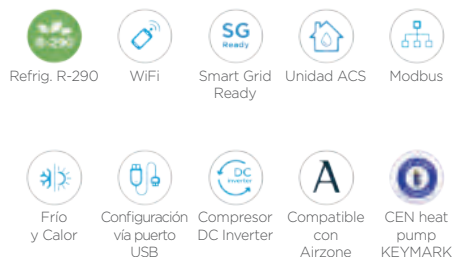 R-290
SG
Ready
Refrig. R-290
WiFi
Smart Grid
Ready
Unidad ACS
Modbus
DC
Inverter
A
Frío
y Calor
Configuración
vía puerto
USB
Compresor
DC Inverter
Compatible
con
Airzone
CEN heat
pump
KEYMARK